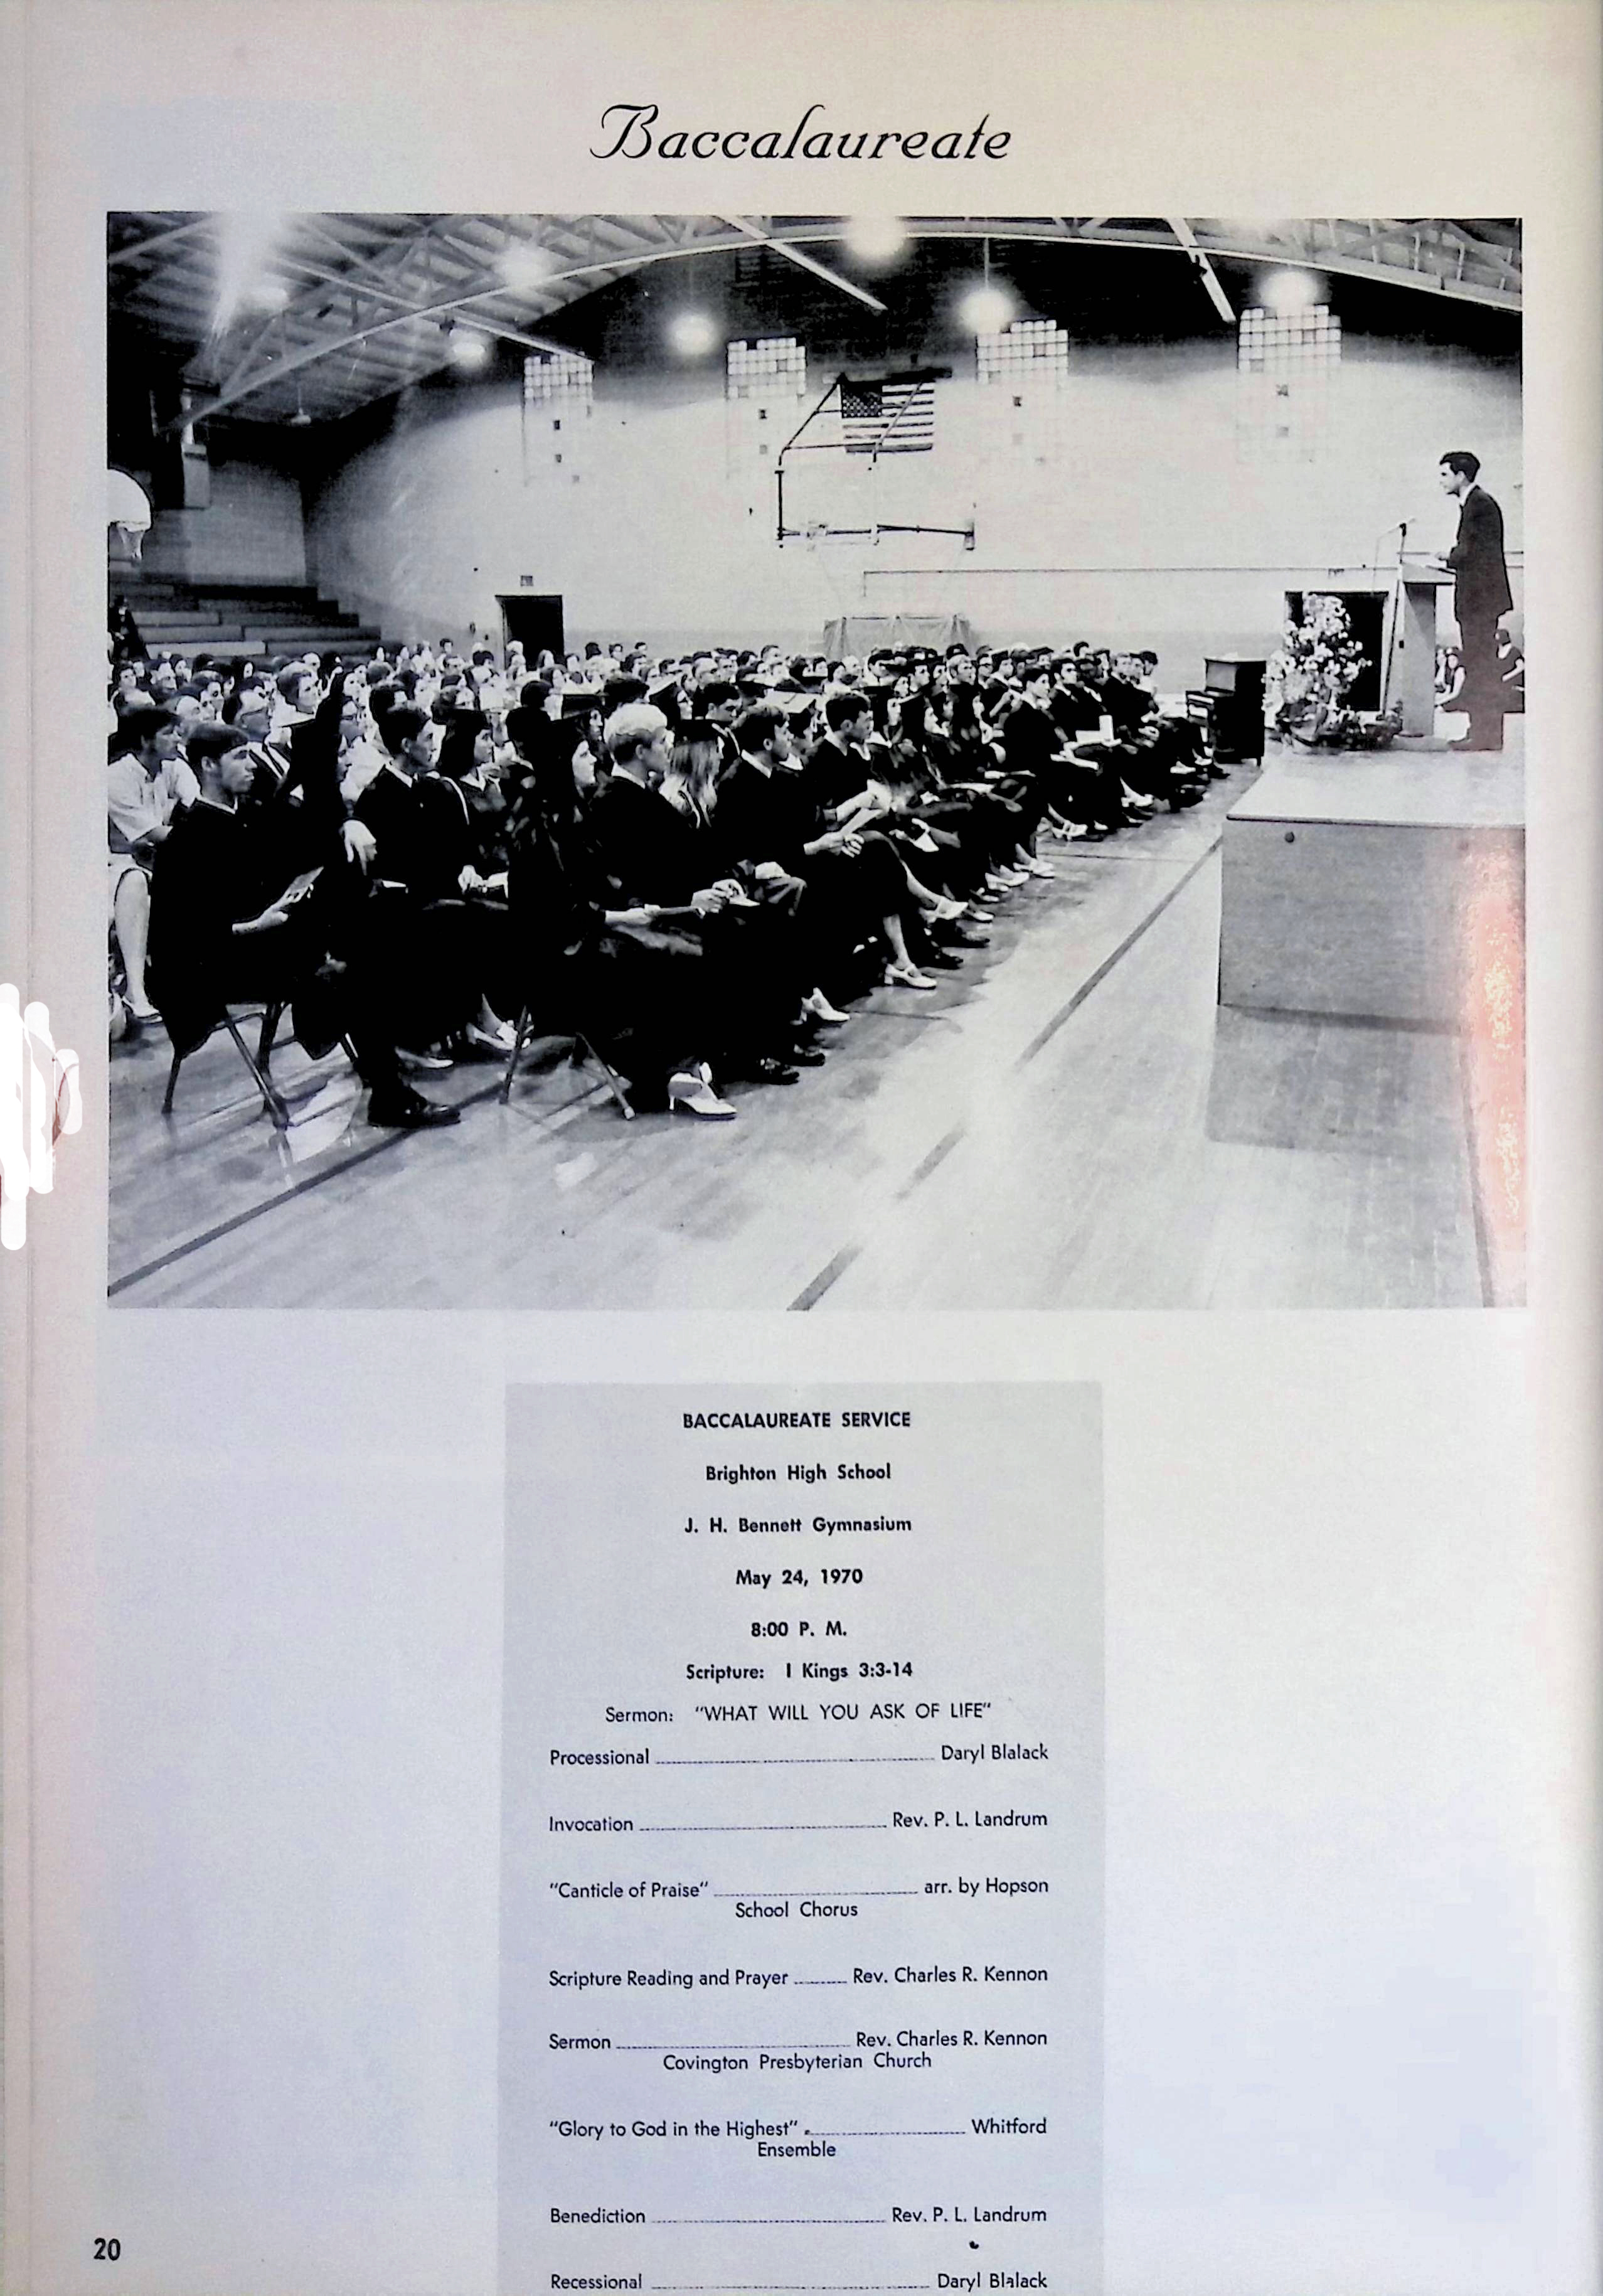 Baccalaureate
BACCALAUREATE SERVICE
Brighton High School
J. H. Bennett Gymnasium
May 24, 1970
8:00 P. M.
Scripture: I Kings 3:3-14
Sermon: "WHAT WILL YOU ASK OF LIFE"
Processional Daryl Blalack
Invocation Rev. P. L. Landrum
"Canticle of Praise" arr. by Hopson
School Chorus
Scripture Reading and Prayer Rev. Charles R. Kennon
Sermon Rev. Charles R. Kennon
Covington Presbyterian Church
"Glory to God in the Highest" Whitford
Ensemble
Benediction Rev. P. L. Landrum
Recessional Daryl Blalack
20